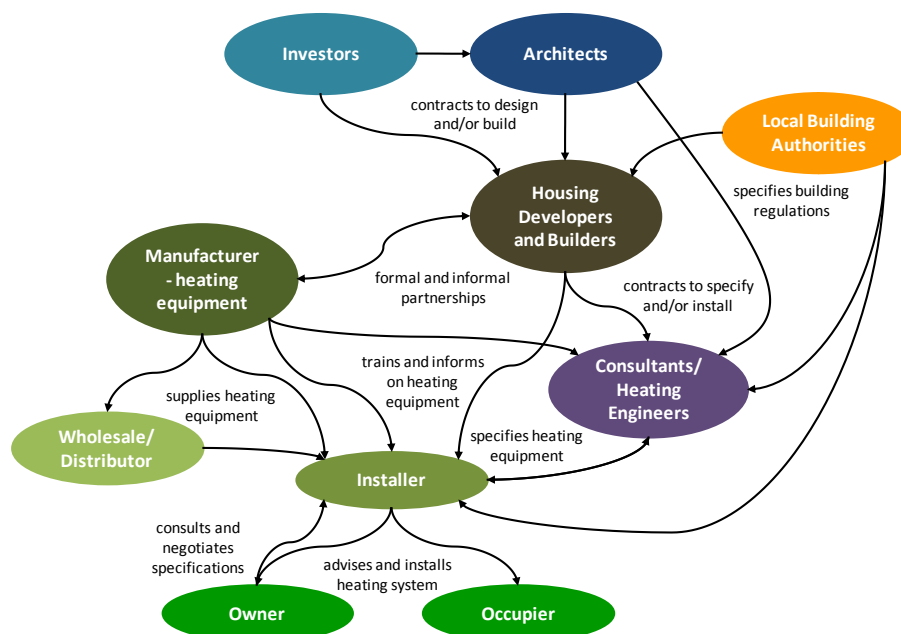 Investors
Architects
contracts to design
and/or build
Local Building
Authorities
Housing
Developers
and Builders
specifies building
regulations
Manufacturer
- heating
equipment
formal and informal
partnerships
contracts to specify
and/or install
trains and informs
on heating
equipment
Consultants/
Heating
Engineers
supplies heating
equipment
Wholesale/
Distributor
specifies heating
equipment
Installer
consults and
negotiates
specifications
advises and installs
heating system
Owner
Occupier